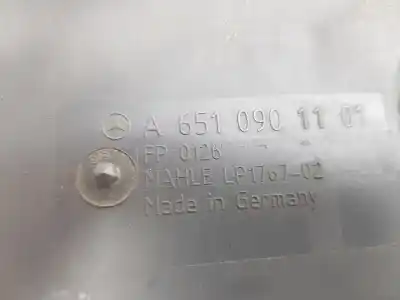 A 651 090 11 01
FP 0126
MAHLE LP1767-02
Made in Germany